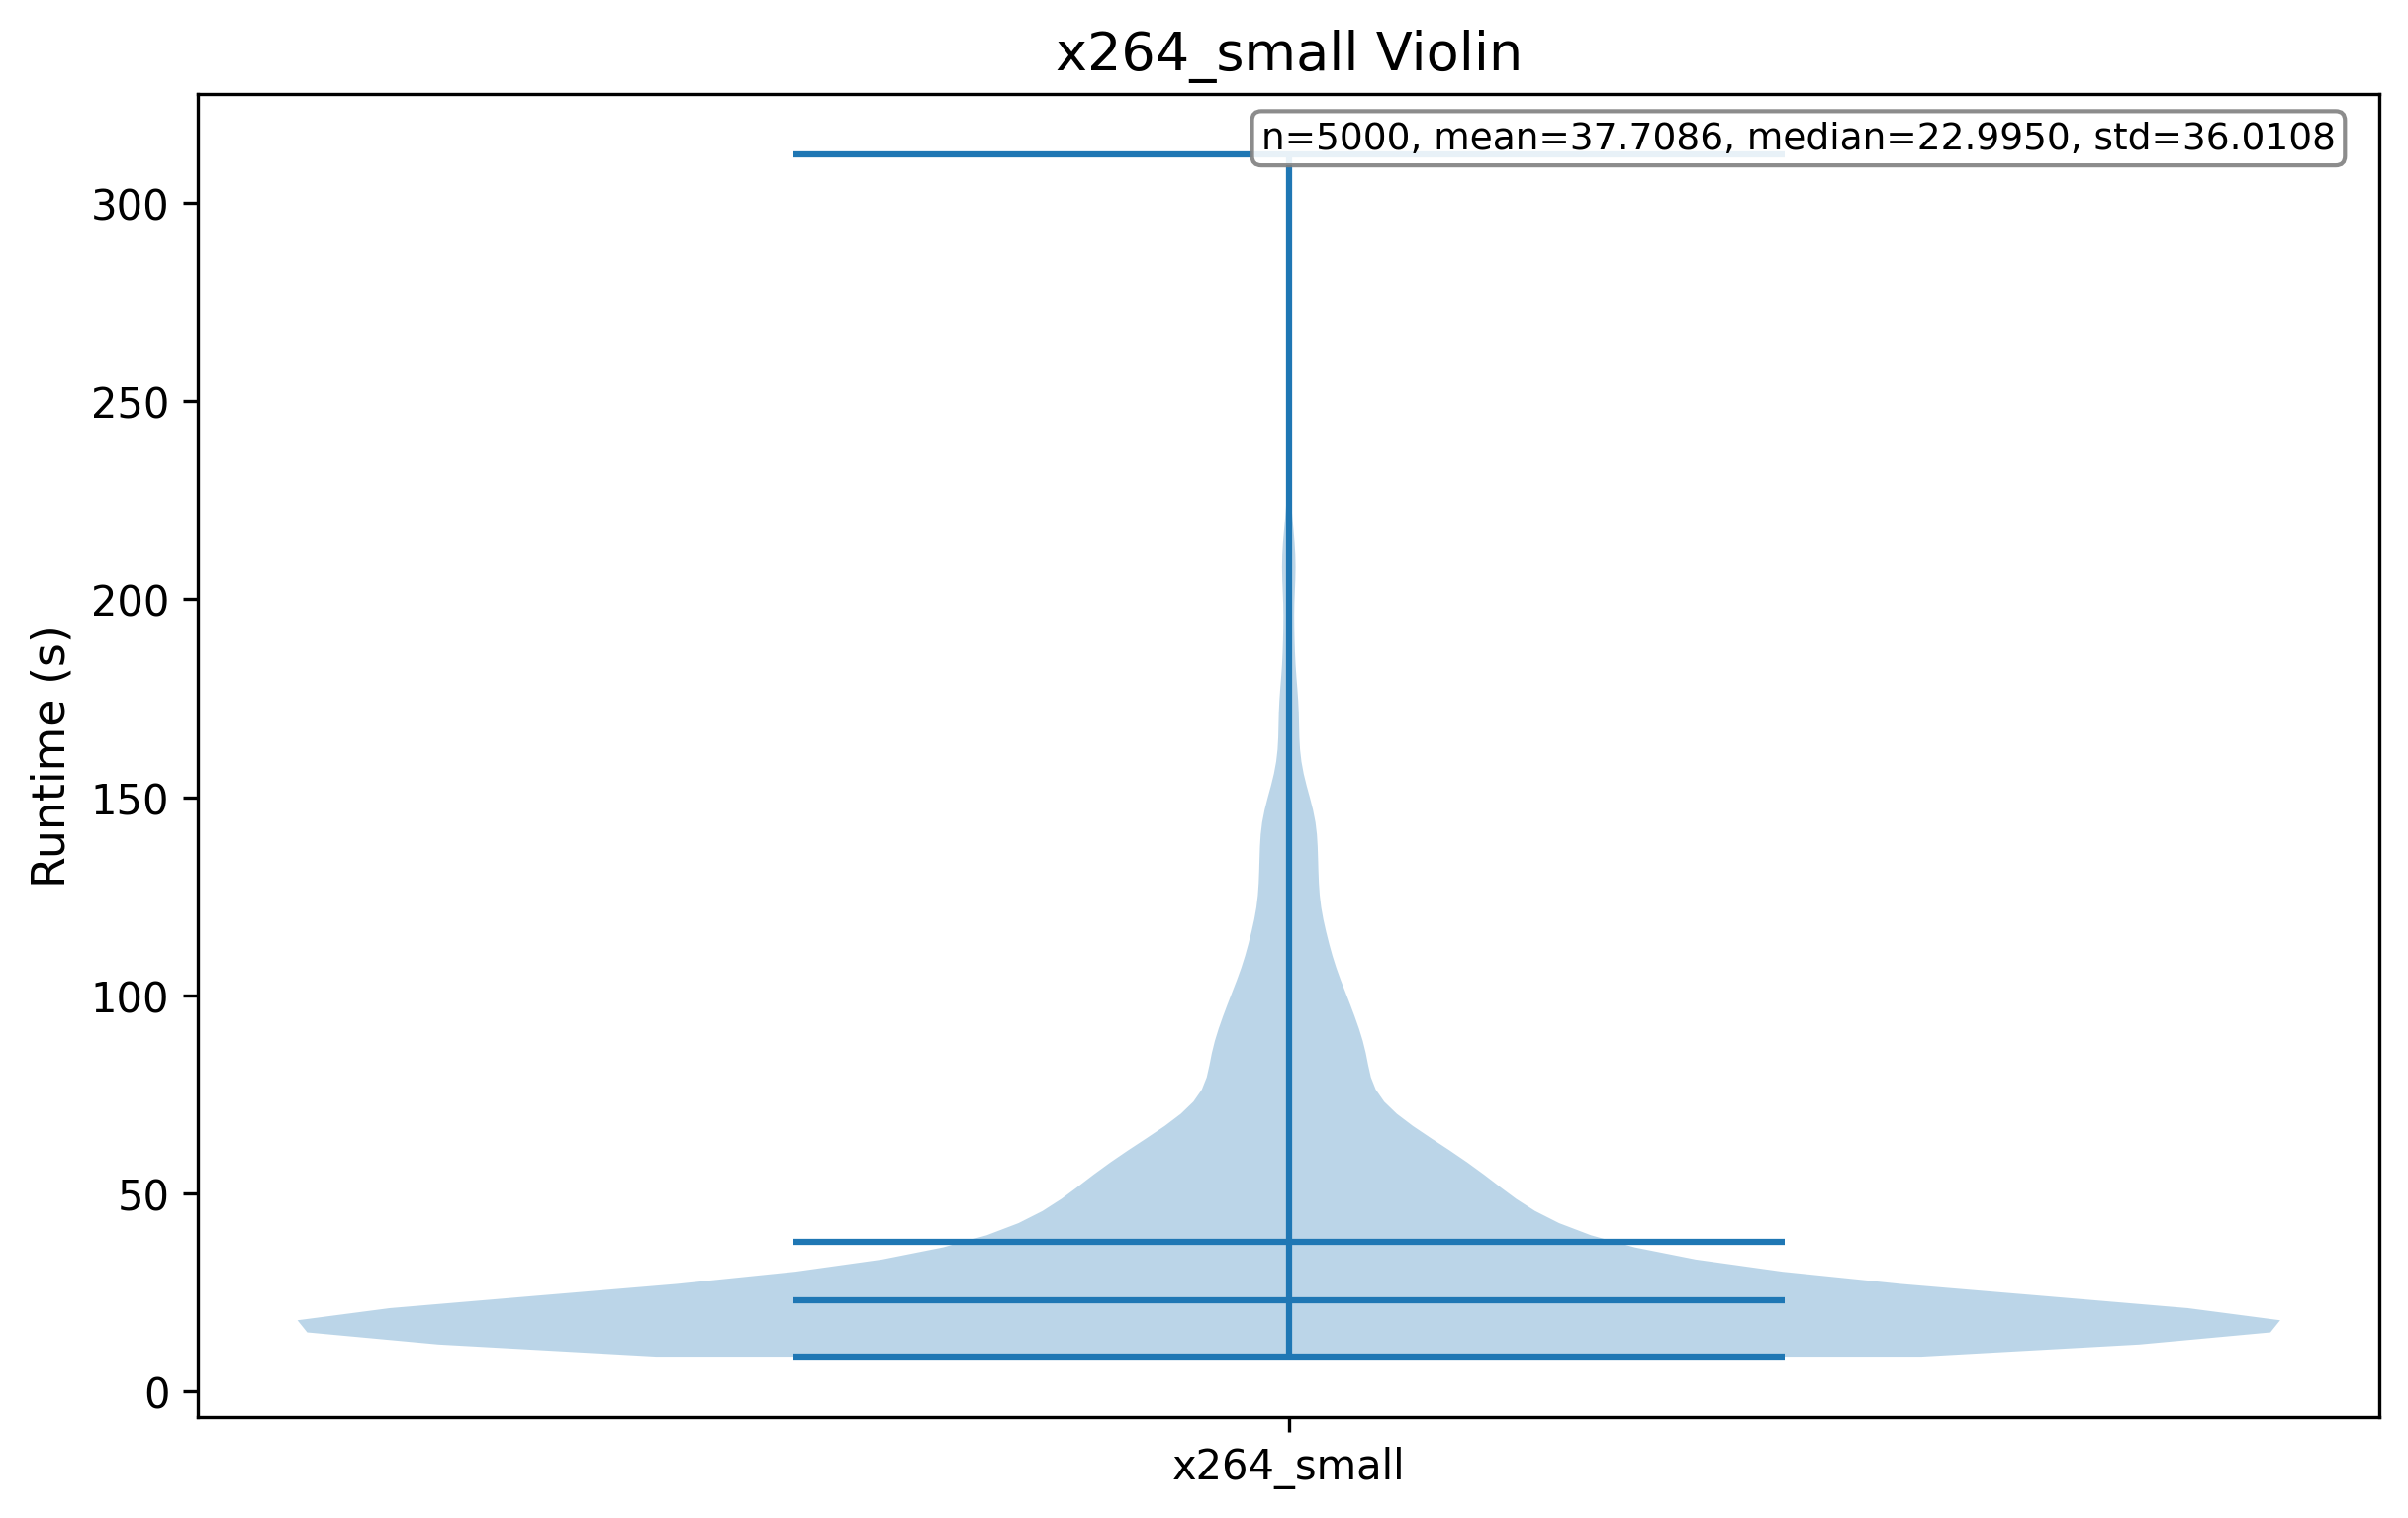 x264_small Violin
n=5000, mean=37.7086, median=22.9950, std=36.0108
Runtime (s)
300
250
200
150
100
50
0
x264_small